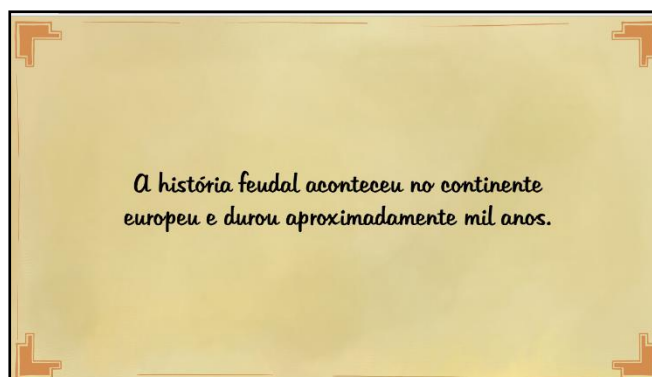 A história feudal aconteceu no continente
europeu e durou aproximadamente mil anos.